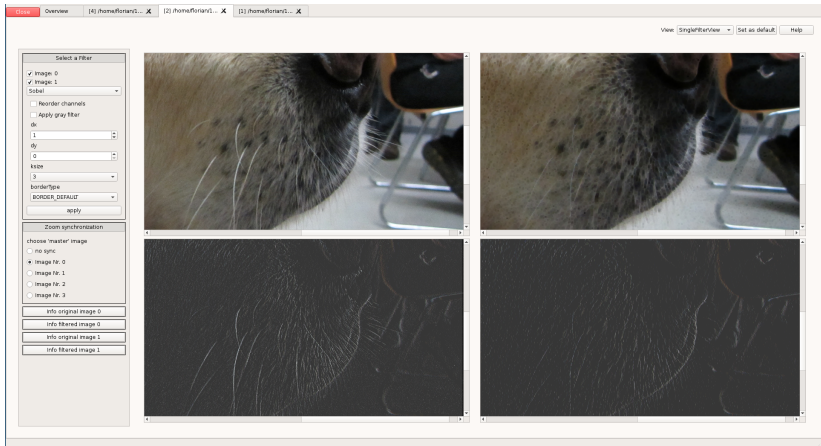 Close
Overview
[4] /home/florian/1...
[2] /home/florian/1...
[1] /home/florian/1...
View:
SingleFilterView
Set as default
Help
Select a Filter
Image: 0
Image: 1
Sobel
Reorder channels
Apply gray filter
dx
1
dy
0
ksize
3
borderType
BORDER_DEFAULT
apply
Zoom synchronization
choose 'master' image
no sync
Image Nr. 0
Image Nr. 1
Image Nr. 2
Image Nr. 3
Info original image 0
Info filtered image 0
Info original image 1
Info filtered image 1